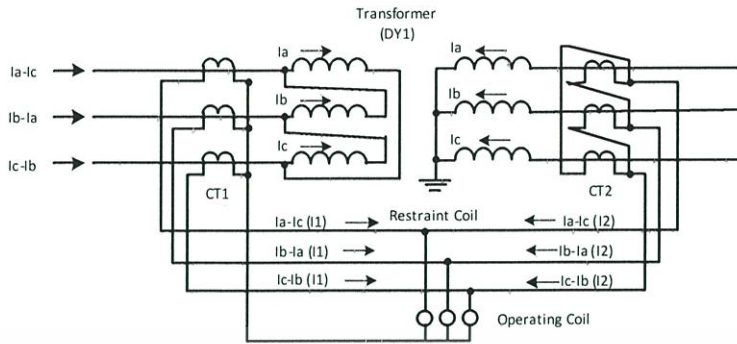 Transformer
(DY1)
Ia
Ia
Ia-Ic
Ib
Ib
Ib-Ia
Ic
Ic
Ic-Ib
CT1
CT2
Ia-Ic (I1)
Restraint Coil
Ia-Ic (I2)
Ib-Ia (I1)
Ib-Ia (I2)
Ic-Ib (I1)
Ic-Ib (I2)
Operating Coil